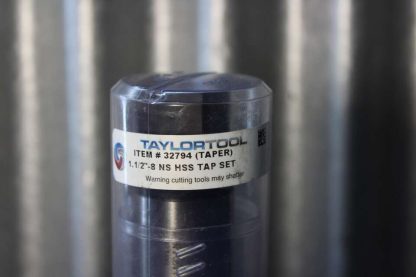 TAYLORTOOL
ITEM # 32794 (TAPER)
1.1/2"-8 NS HSS TAP SET
Warning cutting tools may shatter